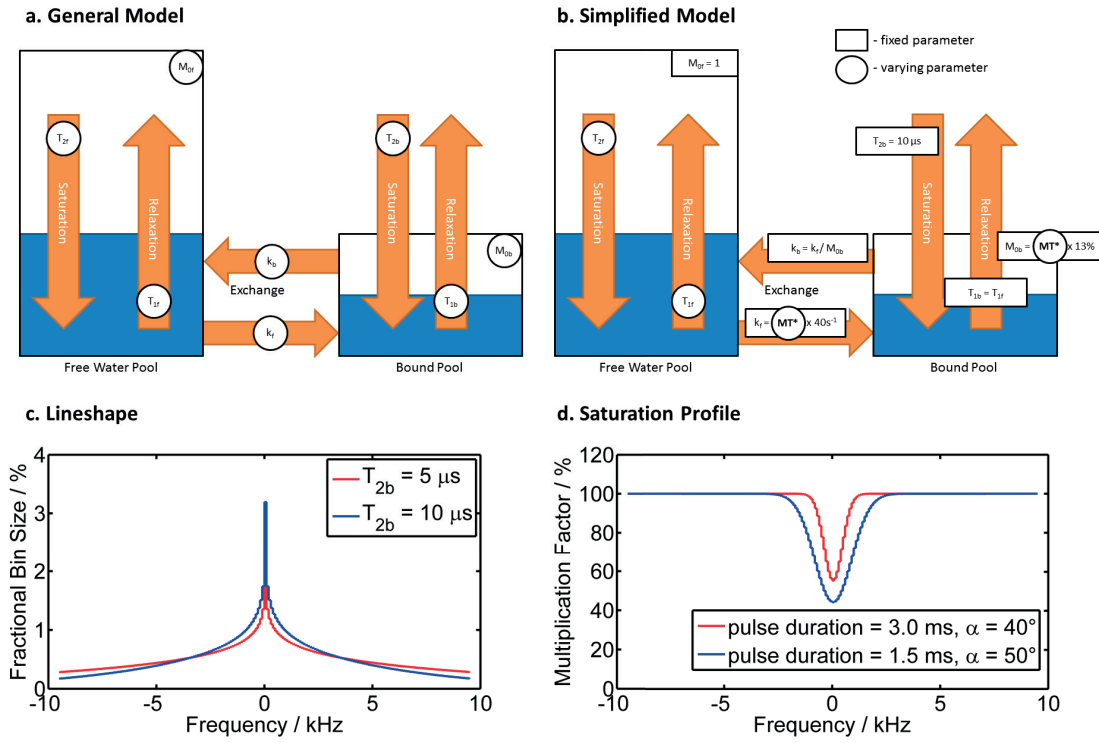 a. General Model
M0f
T2f
Saturation
Relaxation
T1f
Free Water Pool
kb
Exchange
kf
T2b
Saturation
Relaxation
M0b
T1b
Bound Pool
b. Simplified Model
- fixed parameter
- varying parameter
M0f = 1
T2f
Saturation
Relaxation
T1f
Free Water Pool
kb = kf / M0b
Exchange
kf = MT* x 40s-1
T2b = 10 µs
Saturation
Relaxation
M0b = MT* x 13%
T1b = T1f
Bound Pool
c. Lineshape
Fractional Bin Size / %
4
3
2
1
0
-10
-5
0
5
10
Frequency / kHz
T2b = 5 µs
T2b = 10 µs
d. Saturation Profile
Multiplication Factor / %
120
100
80
60
40
20
0
-10
-5
0
5
10
Frequency / kHz
pulse duration = 3.0 ms, α = 40°
pulse duration = 1.5 ms, α = 50°